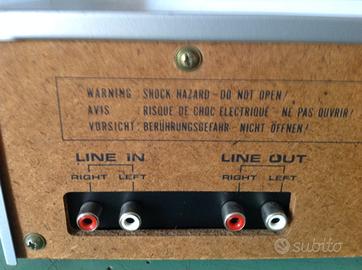 WARNING : SHOCK HAZARD - DO NOT OPEN!
AVIS : RISQUE DE CHOC ELECTRIQUE - NE PAS OUVRIR!
VORSICHT : BERÜHRUNGSGEFAHR - NICHT ÖFFNEN!
LINE IN LINE OUT
RIGHT LEFT RIGHT LEFT
subito